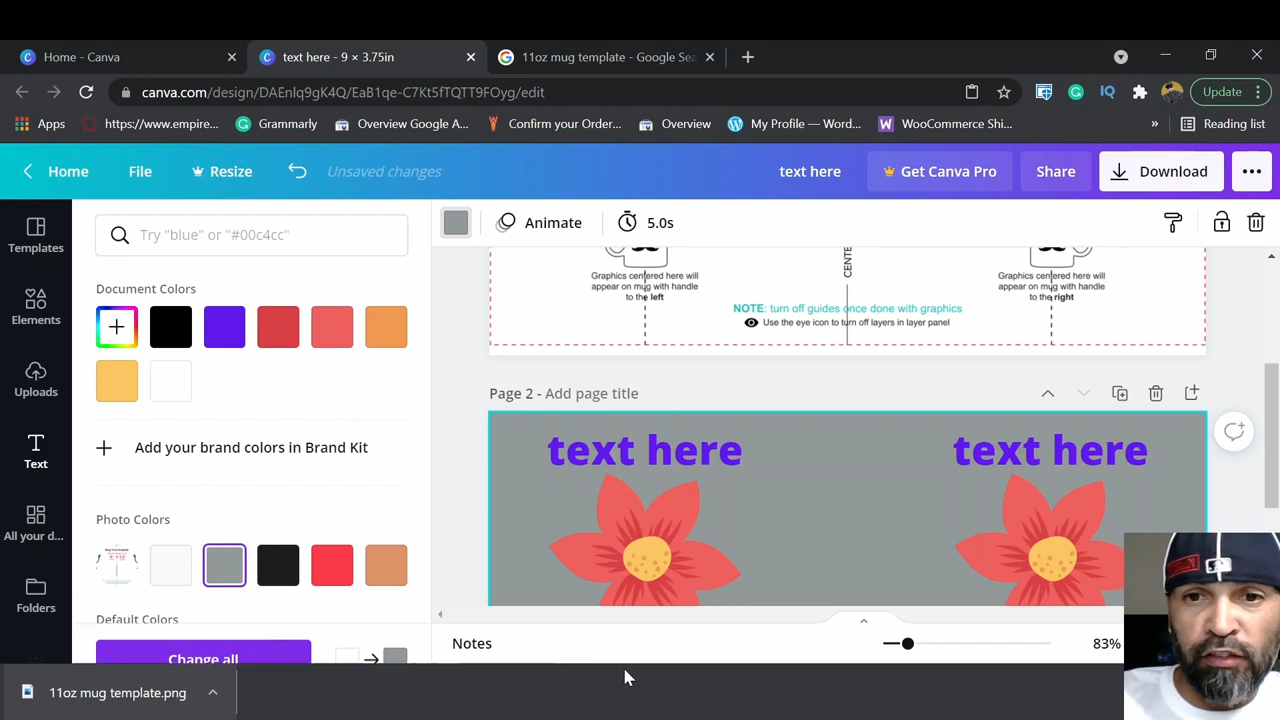 Home - Canva
text here - 9 × 3.75in
11oz mug template - Google Sea
canva.com/design/DAEnIq9gK4Q/EaB1qe-C7Kt5fTQTT9FOyg/edit
Update
Apps
https://www.empire...
Grammarly
Overview Google A...
Confirm your Order...
Overview
My Profile — Word...
WooCommerce Shi...
»
Reading list
Home
File
Resize
Unsaved changes
text here
Get Canva Pro
Share
Download
Templates
Elements
Uploads
Text
All your d...
Folders
Try "blue" or "#00c4cc"
Document Colors
Add your brand colors in Brand Kit
Photo Colors
Default Colors
Change all
Animate
5.0s
Graphics centered here will
appear on mug with handle
to the left
CENTE
NOTE: turn off guides once done with graphics
Use the eye icon to turn off layers in layer panel
Graphics centered here will
appear on mug with handle
to the right
Page 2 - Add page title
text here
text here
Notes
83%
11oz mug template.png